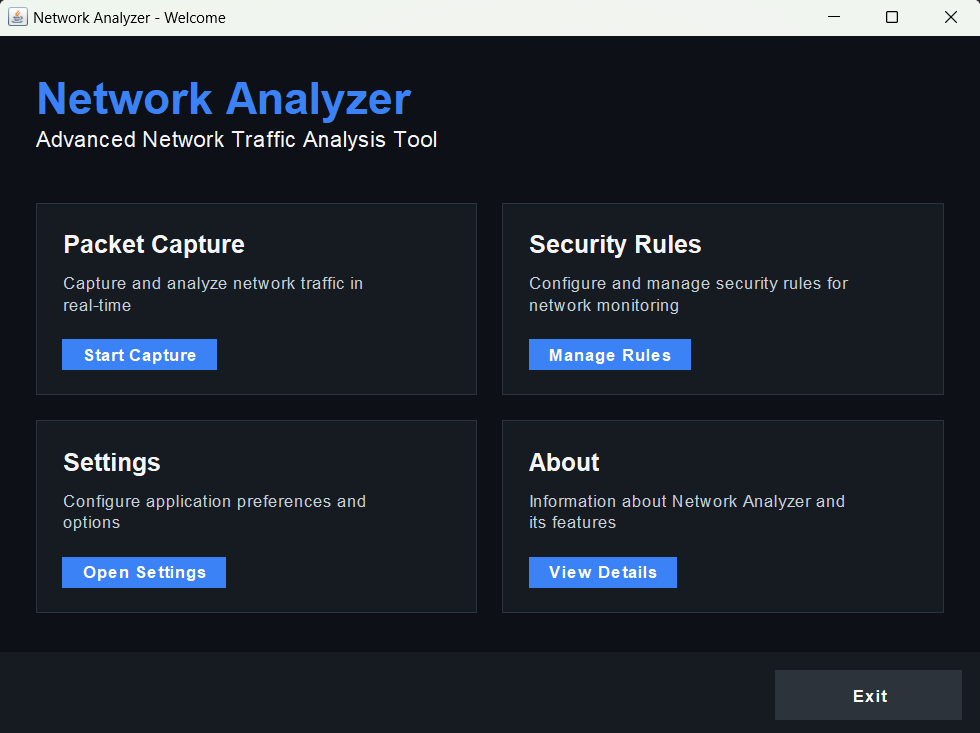 Network Analyzer - Welcome
Network Analyzer
Advanced Network Traffic Analysis Tool
Packet Capture
Capture and analyze network traffic in
real-time
Start Capture
Security Rules
Configure and manage security rules for
network monitoring
Manage Rules
Settings
Configure application preferences and
options
Open Settings
About
Information about Network Analyzer and
its features
View Details
Exit